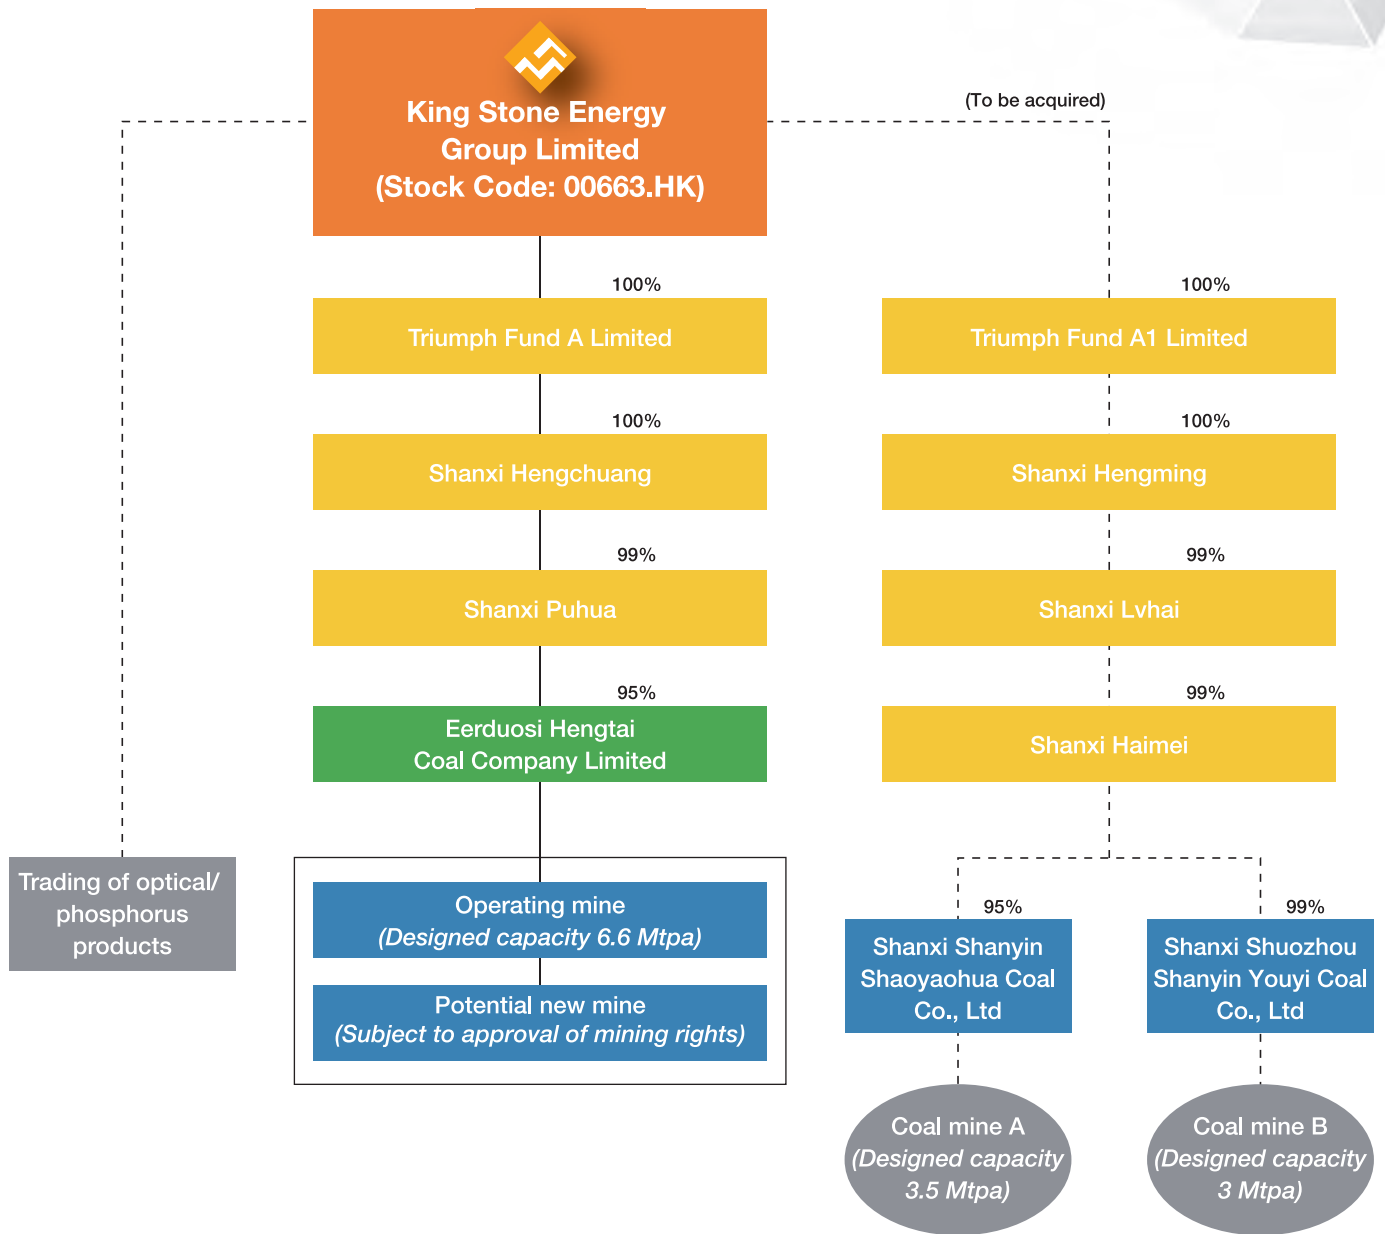 King Stone Energy
Group Limited
(Stock Code: 00663.HK)
(To be acquired)
100%
Triumph Fund A Limited
100%
Shanxi Hengchuang
99%
Shanxi Puhua
95%
Eerduosi Hengtai
Coal Company Limited
Operating mine
(Designed capacity 6.6 Mtpa)
Potential new mine
(Subject to approval of mining rights)
Trading of optical/
phosphorus
products
100%
Triumph Fund A1 Limited
100%
Shanxi Hengming
99%
Shanxi Lvhai
99%
Shanxi Haimei
95%
Shanxi Shanyin
Shaoyaohua Coal
Co., Ltd
99%
Shanxi Shuozhou
Shanyin Youyi Coal
Co., Ltd
Coal mine A
(Designed capacity
3.5 Mtpa)
Coal mine B
(Designed capacity
3 Mtpa)